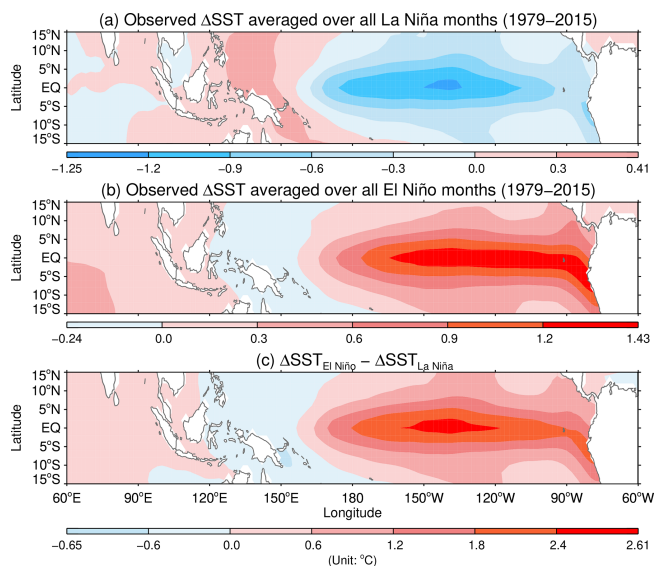 (a) Observed ΔSST averaged over all La Niña months (1979−2015)
15°N
10°N
5°N
EQ
5°S
10°S
15°S
Latitude
−1.25 −1.2 −0.9 −0.6 −0.3 0.0 0.3 0.41
(b) Observed ΔSST averaged over all El Niño months (1979−2015)
15°N
10°N
5°N
EQ
5°S
10°S
15°S
Latitude
−0.24 0.0 0.3 0.6 0.9 1.2 1.43
(c) ΔSST El Niño − ΔSST La Niña
15°N
10°N
5°N
EQ
5°S
10°S
15°S
Latitude
60°E 90°E 120°E 150°E 180 150°W 120°W 90°W 60°W
Longitude
−0.65 −0.6 0.0 0.6 1.2 1.8 2.4 2.61
(Unit: °C)